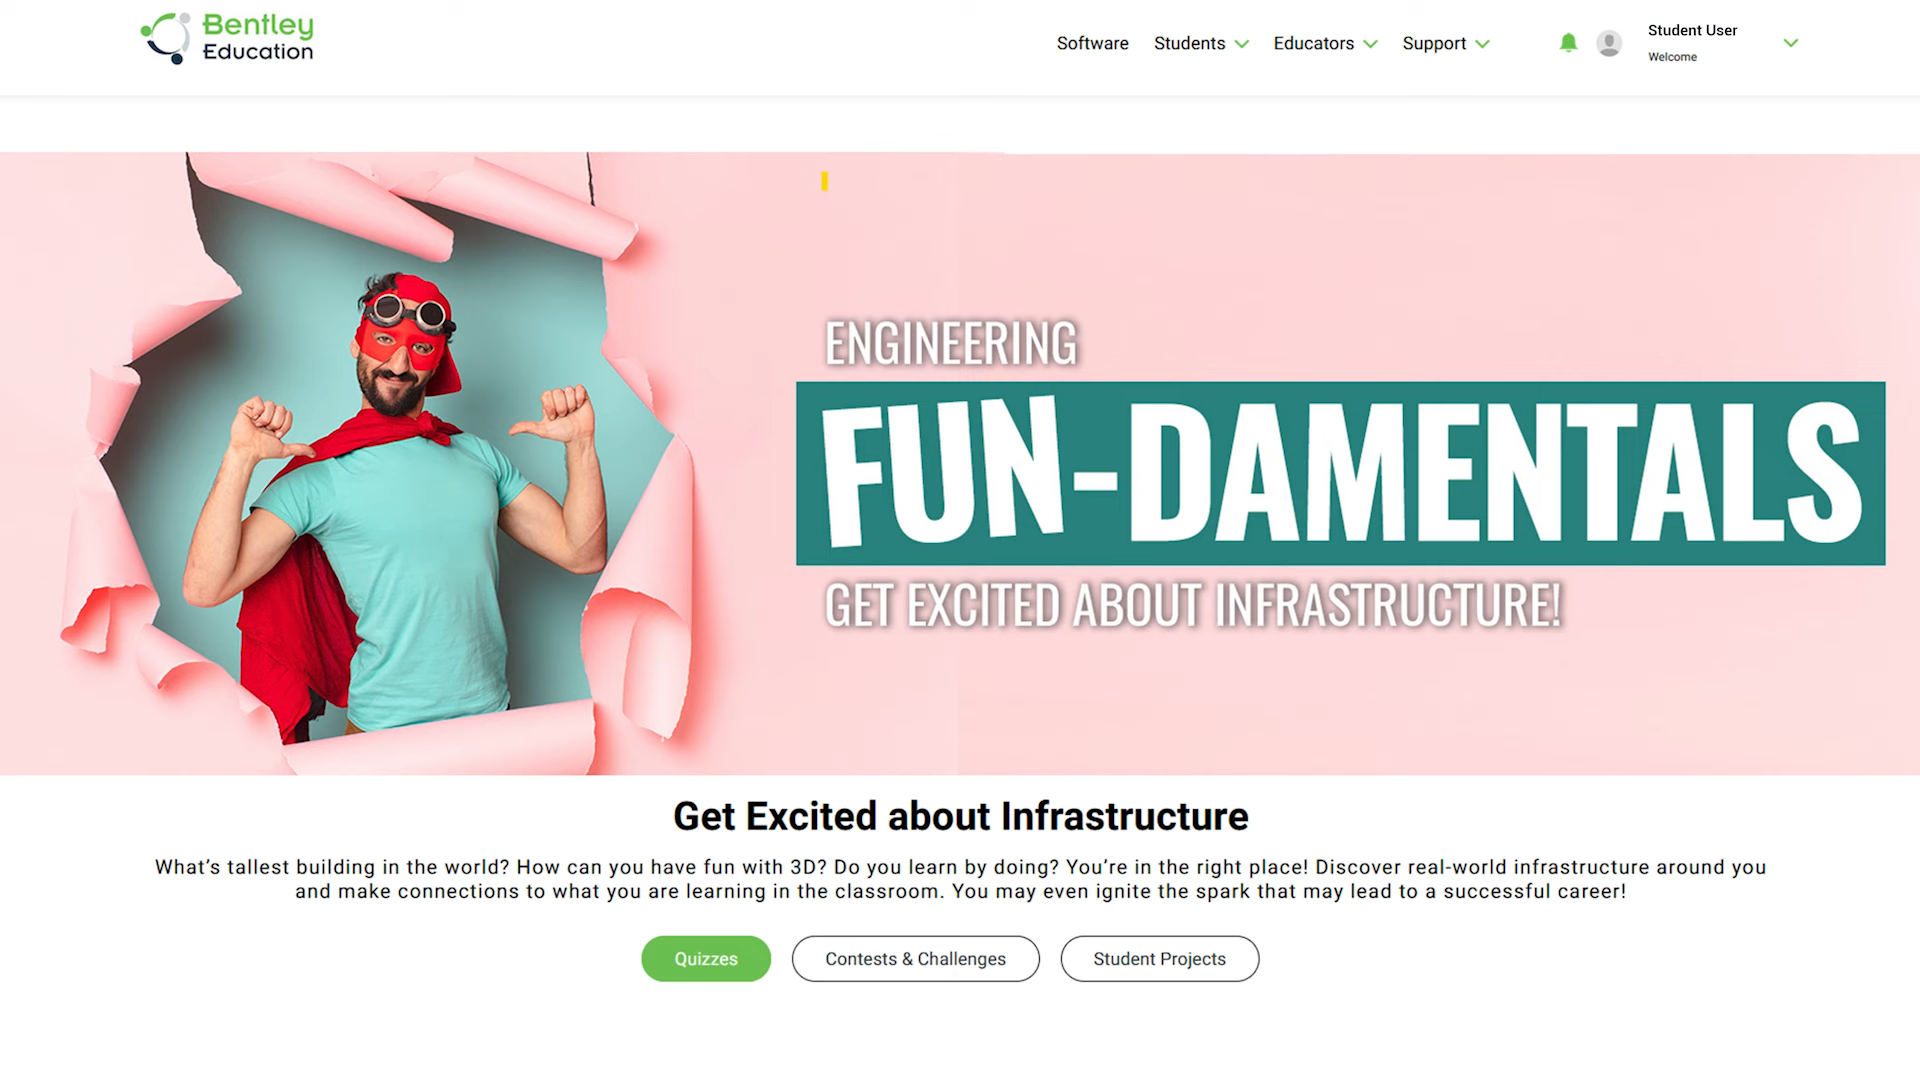 Bentley
Education
Software Students Educators Support
Student User
Welcome
ENGINEERING
FUN-DAMENTALS
GET EXCITED ABOUT INFRASTRUCTURE!
Get Excited about Infrastructure
What's tallest building in the world? How can you have fun with 3D? Do you learn by doing? You're in the right place! Discover real-world infrastructure around you
and make connections to what you are learning in the classroom. You may even ignite the spark that may lead to a successful career!
Quizzes Contests & Challenges Student Projects